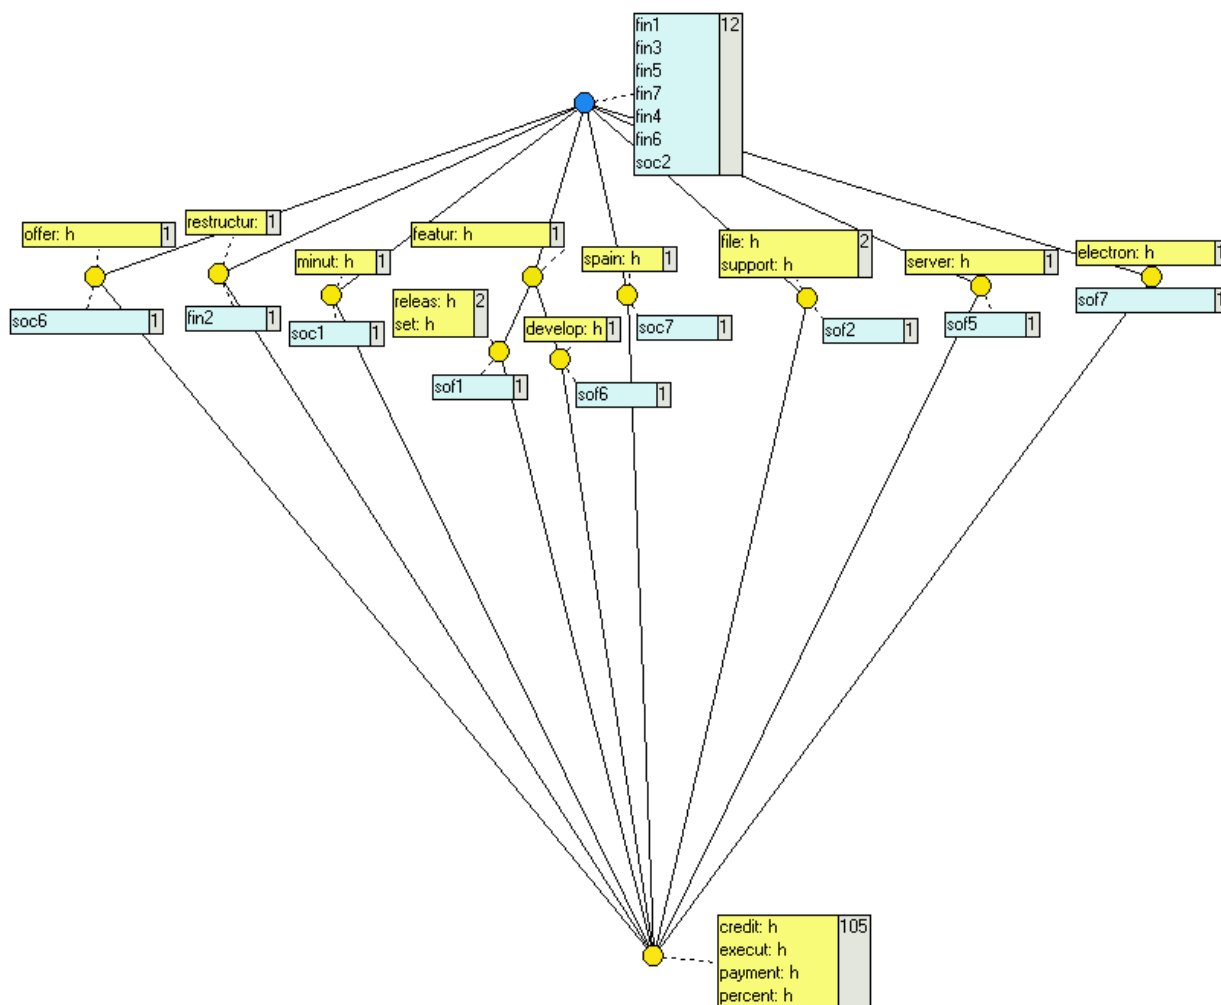 fin1 12
fin3
fin5
fin7
fin4
fin6
soc2
offer: h 1
restructur: 1
minut: h 1
featur: h 1
spain: h 1
file: h 2
support: h
server: h 1
electron: h 1
soc6 1
fin2 1
soc1 1
releas: h 2
set: h
develop: h 1
soc7 1
sof2 1
sof5 1
sof7 1
sof1 1
sof6 1
credit: h 105
execut: h
payment: h
percent: h